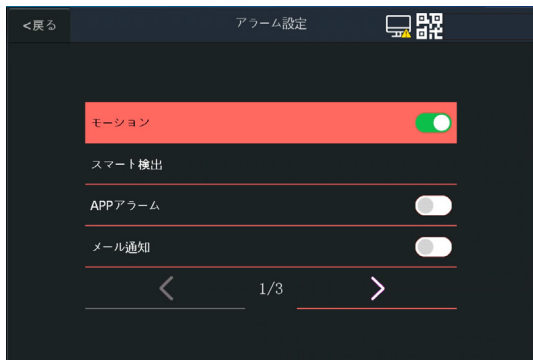 <戻る
アラーム設定
モーション
スマート検出
APPアラーム
メール通知
1/3